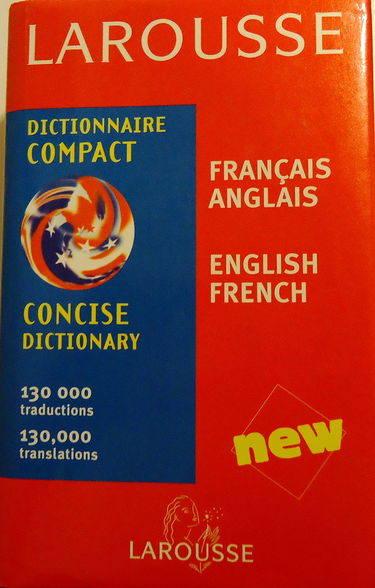 LAROUSSE
DICTIONNAIRE
COMPACT
FRANÇAIS
ANGLAIS
ENGLISH
FRENCH
CONCISE
DICTIONARY
130 000
traductions
130,000
translations
new
LAROUSSE